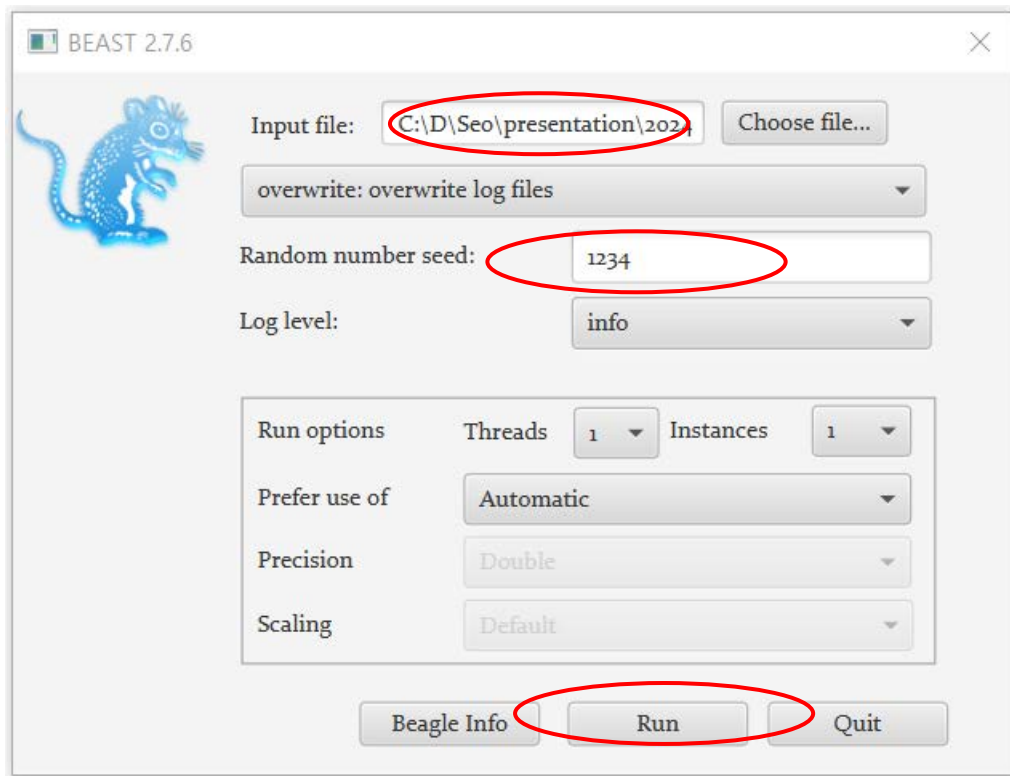 BEAST 2.7.6
Input file: C:\D\Seo\presentation\2024 Choose file...
overwrite: overwrite log files
Random number seed: 1234
Log level: info
Run options Threads 1 Instances 1
Prefer use of Automatic
Precision Double
Scaling Default
Beagle Info Run Quit